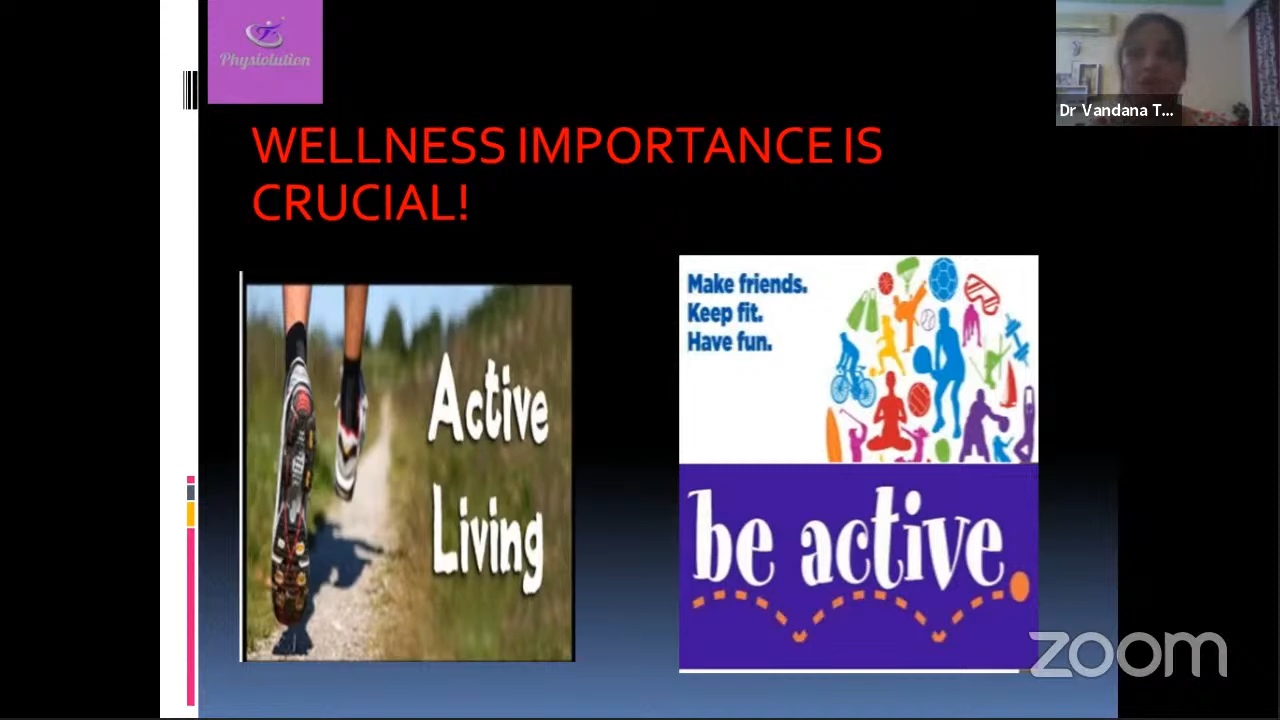 Physiolution
Dr Vandana T...
WELLNESS IMPORTANCE IS
CRUCIAL!
Make friends.
Keep fit.
Have fun.
Active
Living
be active.
zoom